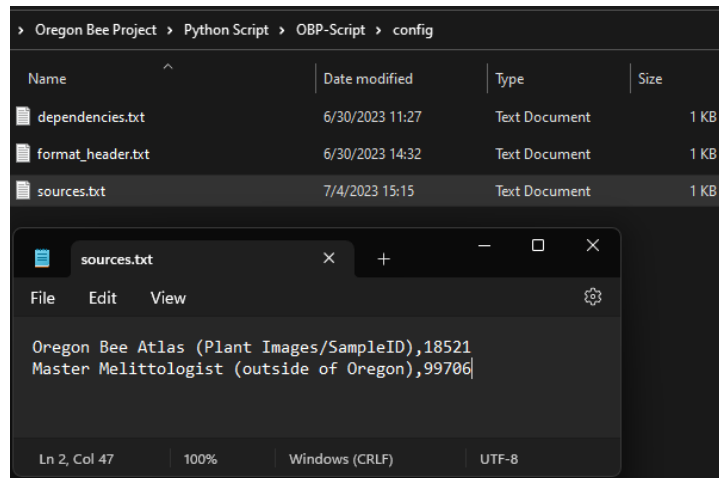 › Oregon Bee Project › Python Script › OBP-Script › config
Name Date modified Type Size
dependencies.txt 6/30/2023 11:27 Text Document 1 KB
format_header.txt 6/30/2023 14:32 Text Document 1 KB
sources.txt 7/4/2023 15:15 Text Document 1 KB
sources.txt
File Edit View
Oregon Bee Atlas (Plant Images/SampleID),18521
Master Melittologist (outside of Oregon),99706
Ln 2, Col 47 100% Windows (CRLF) UTF-8